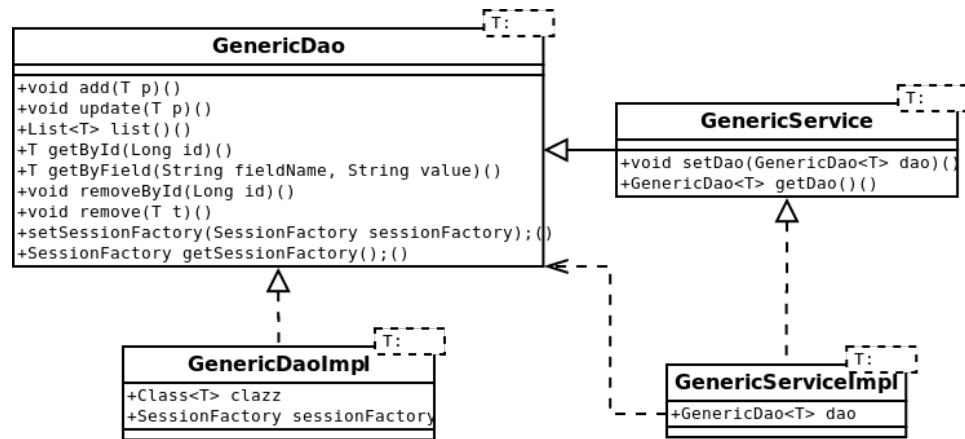 T:
GenericDao
+void add(T p)()
+void update(T p)()
+List<T> list()()
+T getById(Long id)()
+T getByField(String fieldName, String value)()
+void removeById(Long id)()
+void remove(T t)()
+setSessionFactory(SessionFactory sessionFactory);()
+SessionFactory getSessionFactory();()
T:
GenericService
+void setDao(GenericDao<T> dao)()
+GenericDao<T> getDao()()
T:
GenericDaoImpl
+Class<T> clazz
+SessionFactory sessionFactory
T:
GenericServiceImpl
+GenericDao<T> dao